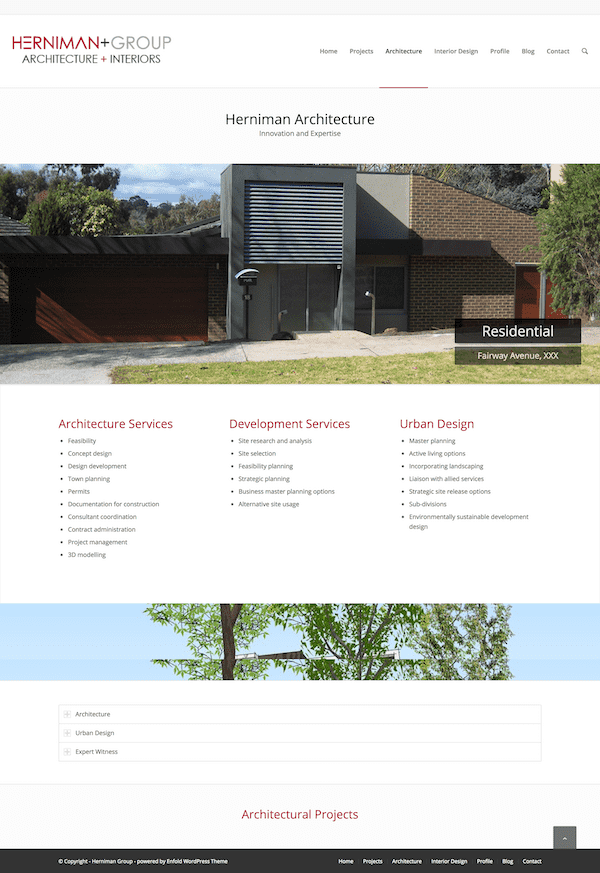 HERNIMAN+GROUP
ARCHITECTURE + INTERIORS
Home Projects Architecture Interior Design Profile Blog Contact
Herniman Architecture
Innovation and Expertise
Residential
Fairway Avenue, XXX
Architecture Services
Feasibility
Concept design
Design development
Town planning
Permits
Documentation for construction
Consultant coordination
Contract administration
Project management
3D modelling
Development Services
Site research and analysis
Site selection
Feasibility planning
Strategic planning
Business master planning options
Alternative site usage
Urban Design
Master planning
Active living options
Incorporating landscaping
Liaison with allied services
Strategic site release options
Sub-divisions
Environmentally sustainable development
design
Architecture
Urban Design
Expert Witness
Architectural Projects
© Copyright - Herniman Group - powered by Enfold WordPress Theme
Home Projects Architecture Interior Design Profile Blog Contact